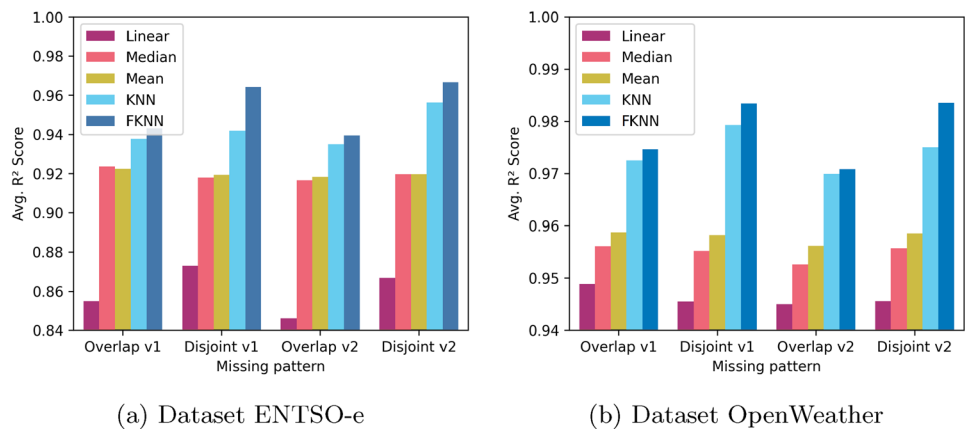 1.00
0.98
0.96
0.94
0.92
0.90
0.88
0.86
0.84
Avg. R² Score
Linear
Median
Mean
KNN
FKNN
Overlap v1 Disjoint v1 Overlap v2 Disjoint v2
Missing pattern
(a) Dataset ENTSO-e
1.00
0.99
0.98
0.97
0.96
0.95
0.94
Avg. R² Score
Linear
Median
Mean
KNN
FKNN
Overlap v1 Disjoint v1 Overlap v2 Disjoint v2
Missing pattern
(b) Dataset OpenWeather